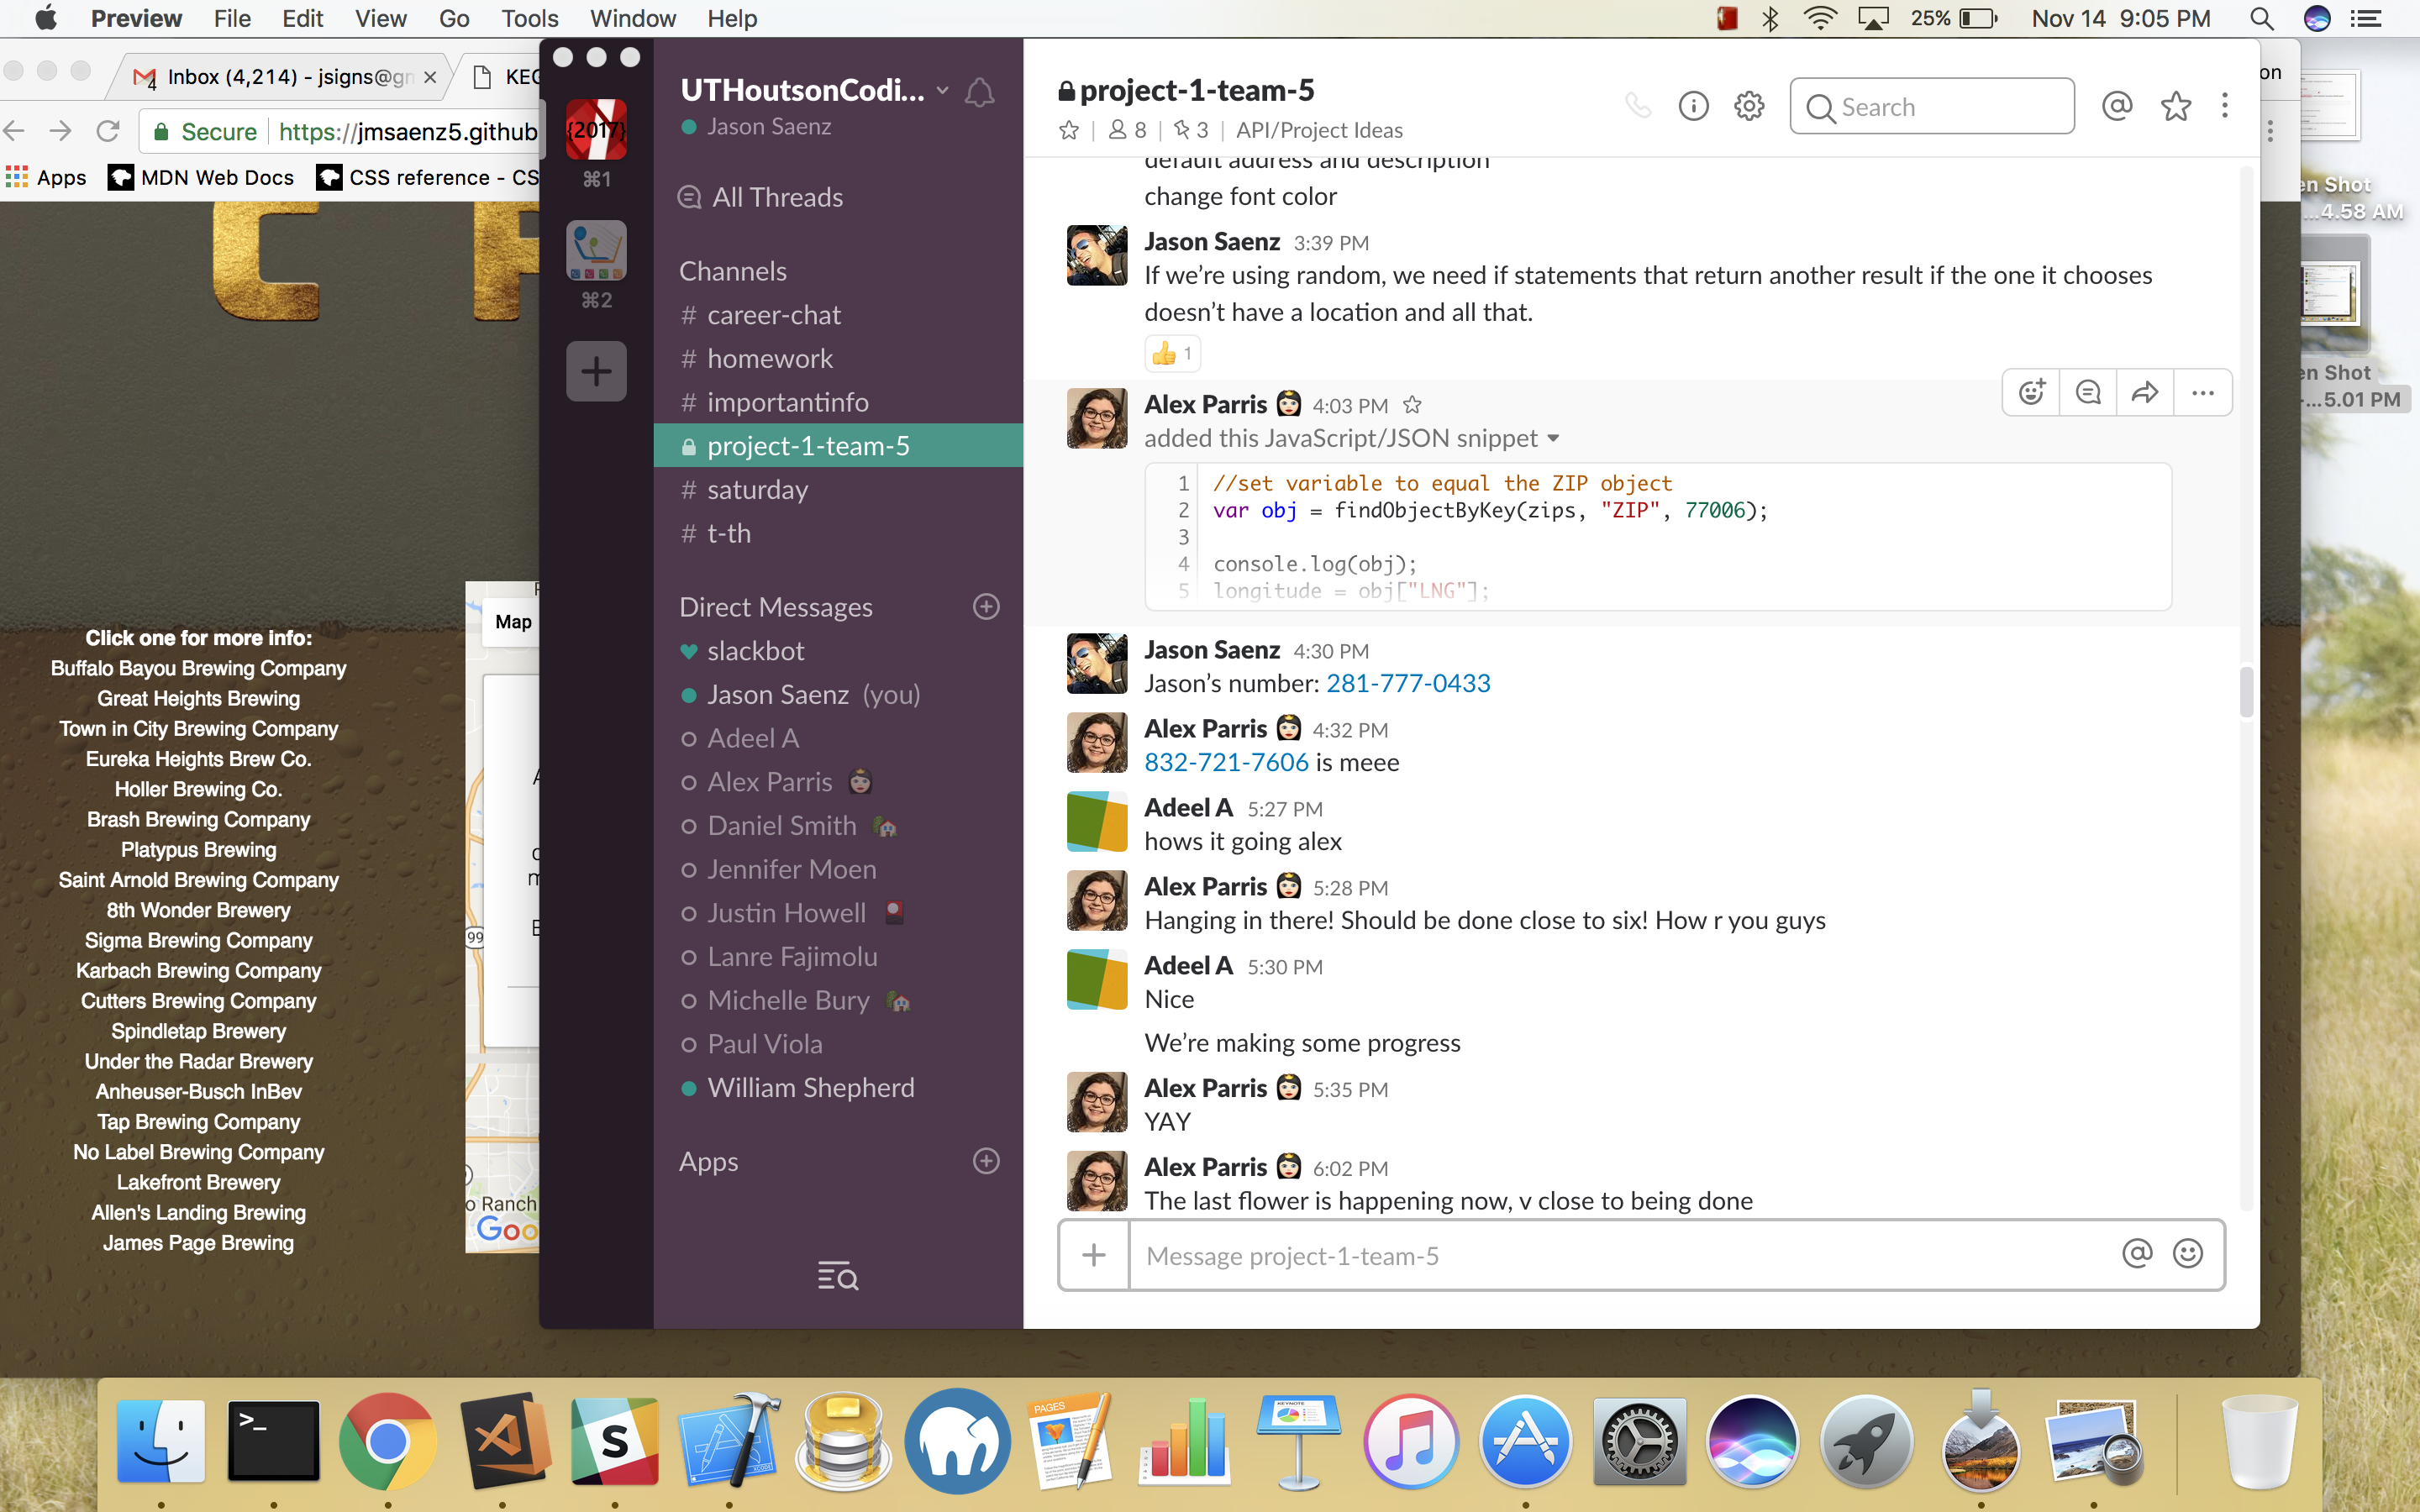 Preview File Edit View Go Tools Window Help
25% Nov 14 9:05 PM
Inbox (4,214) - jsigns@gm
KEG
Secure https://jmsaenz5.github
Apps MDN Web Docs CSS reference - CS
C
Click one for more info:
Buffalo Bayou Brewing Company
Great Heights Brewing
Town in City Brewing Company
Eureka Heights Brew Co.
Holler Brewing Co.
Brash Brewing Company
Platypus Brewing
Saint Arnold Brewing Company
8th Wonder Brewery
Sigma Brewing Company
Karbach Brewing Company
Cutters Brewing Company
Spindletap Brewery
Under the Radar Brewery
Anheuser-Busch InBev
Tap Brewing Company
No Label Brewing Company
Lakefront Brewery
Allen's Landing Brewing
James Page Brewing
Map
99
o Ranch
Goo
{2017}
⌘1
⌘2
UTHoutsonCodi...
Jason Saenz
All Threads
Channels
# career-chat
# homework
# importantinfo
project-1-team-5
# saturday
# t-th
Direct Messages
slackbot
Jason Saenz (you)
Adeel A
Alex Parris
Daniel Smith
Jennifer Moen
Justin Howell
Lanre Fajimolu
Michelle Bury
Paul Viola
William Shepherd
Apps
project-1-team-5
8 | 3 | API/Project Ideas
Search
default address and description
change font color
Jason Saenz 3:39 PM
If we’re using random, we need if statements that return another result if the one it chooses
doesn’t have a location and all that.
1
Alex Parris 4:03 PM
added this JavaScript/JSON snippet
1 //set variable to equal the ZIP object
2 var obj = findObjectByKey(zips, "ZIP", 77006);
3
4 console.log(obj);
5 longitude = obj["LNG"];
Jason Saenz 4:30 PM
Jason’s number: 281-777-0433
Alex Parris 4:32 PM
832-721-7606 is meee
Adeel A 5:27 PM
hows it going alex
Alex Parris 5:28 PM
Hanging in there! Should be done close to six! How r you guys
Adeel A 5:30 PM
Nice
We’re making some progress
Alex Parris 5:35 PM
YAY
Alex Parris 6:02 PM
The last flower is happening now, v close to being done
Message project-1-team-5
on
en Shot
...4.58 AM
en Shot
...5.01 PM
>_
S
PAGES
KEYNOTE